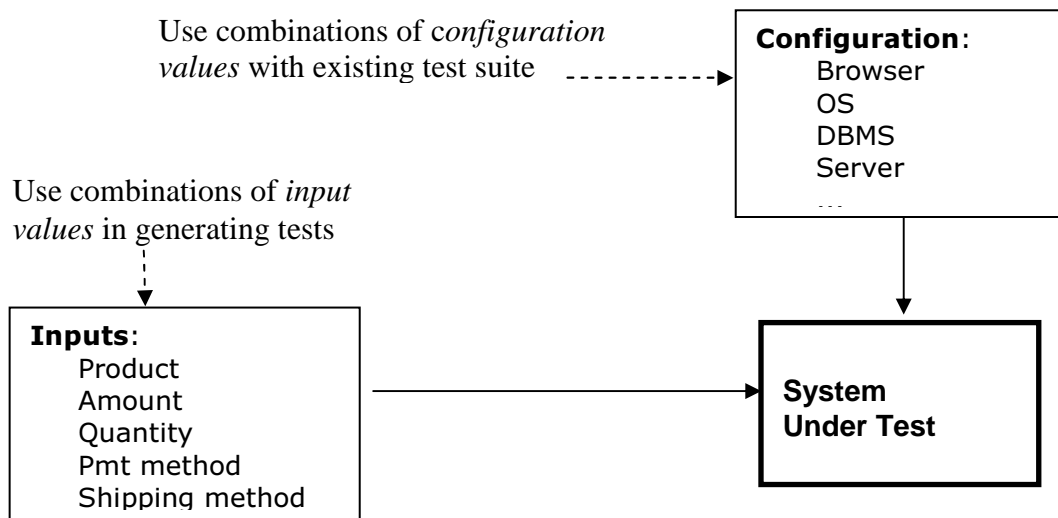 Use combinations of configuration
values with existing test suite
Configuration:
Browser
OS
DBMS
Server
...
Use combinations of input
values in generating tests
Inputs:
Product
Amount
Quantity
Pmt method
Shipping method
System
Under Test